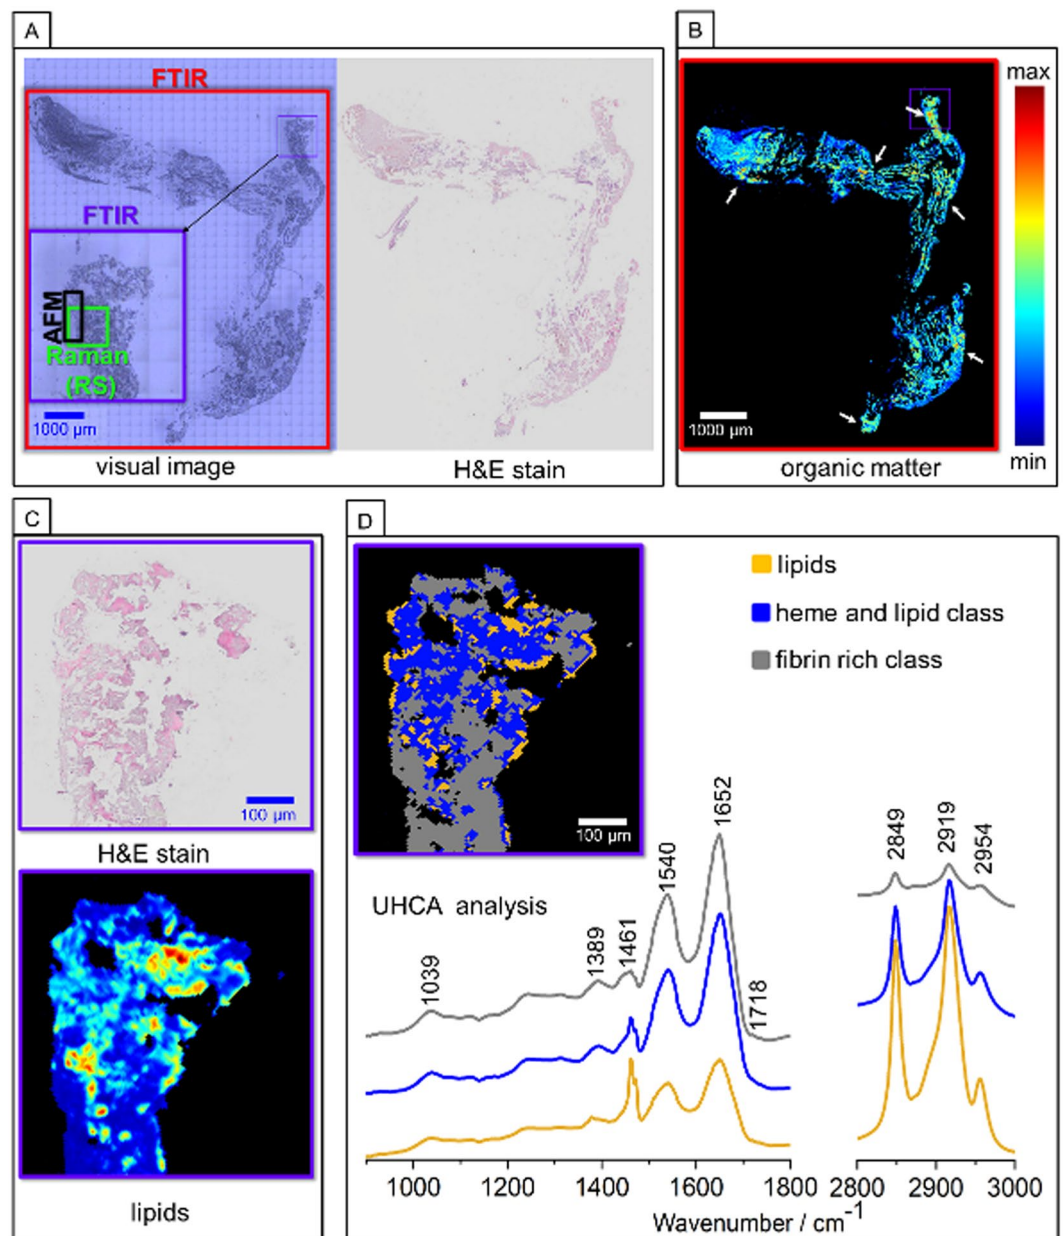 A
FTIR
FTIR
AFM
Raman
(RS)
1000 µm
visual image
H&E stain
B
max
min
1000 µm
organic matter
C
100 µm
H&E stain
lipids
D
lipids
heme and lipid class
fibrin rich class
100 µm
UHCA analysis
1039
1389
1461
1540
1652
1718
2849
2919
2954
1000
1200
1400
1600
1800
2800
2900
3000
Wavenumber / cm⁻¹